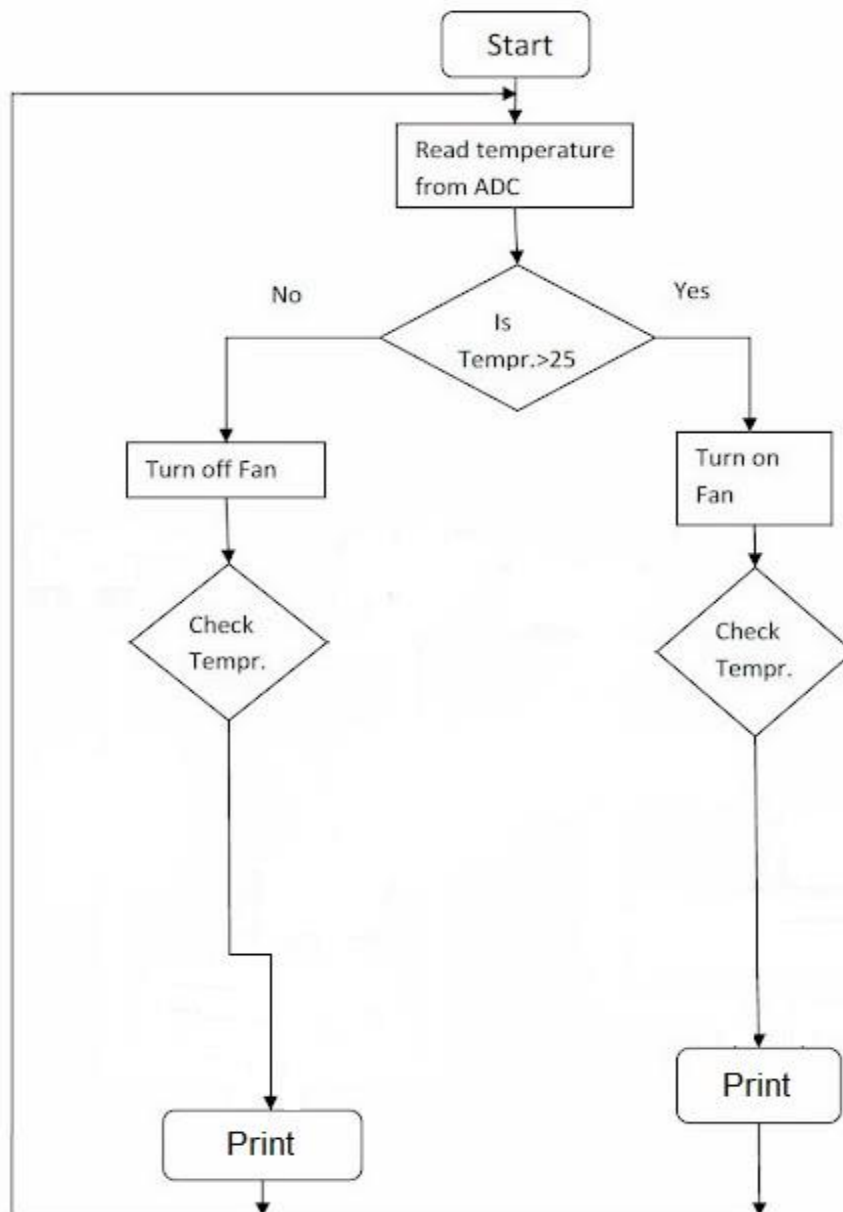 Start
Read temperature
from ADC
No
Yes
Is
Tempr.>25
Turn off Fan
Turn on
Fan
Check
Tempr.
Check
Tempr.
Print
Print